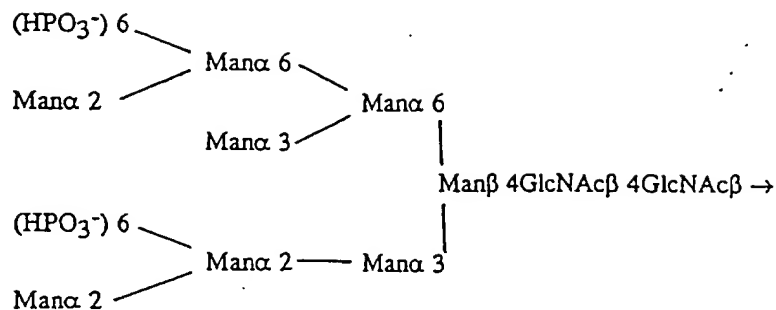 (HPO₃⁻) 6
Manα 6
Manα 2
Manα 6
Manα 3
Manβ 4GlcNAcβ 4GlcNAcβ →
(HPO₃⁻) 6
Manα 2 Manα 3
Manα 2